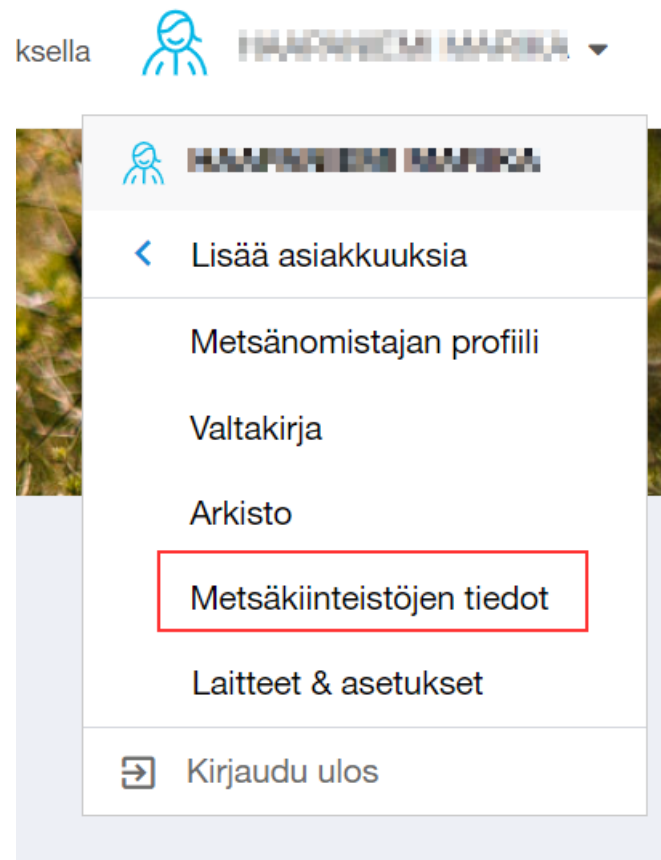 ksella
Lisää asiakkuuksia
Metsänomistajan profiili
Valtakirja
Arkisto
Metsäkiinteistöjen tiedot
Laitteet & asetukset
Kirjaudu ulos